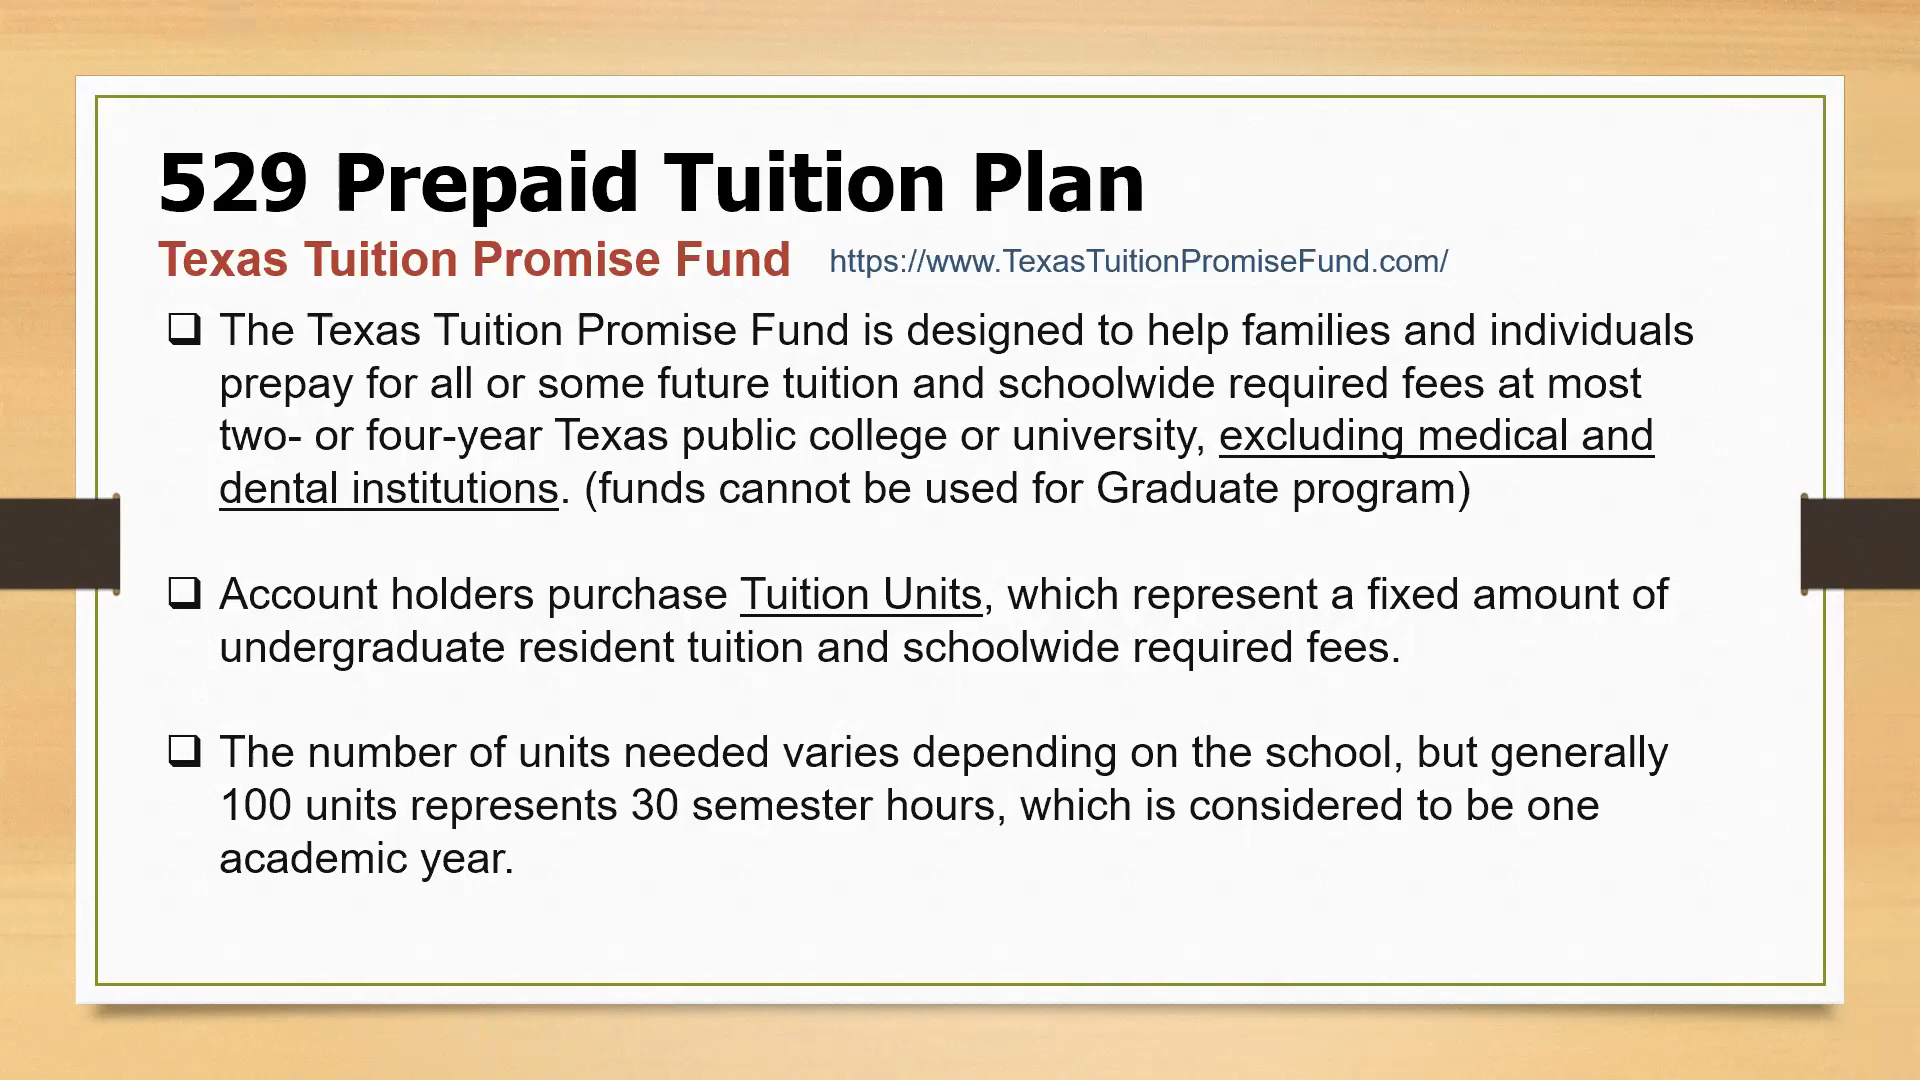 529 Prepaid Tuition Plan
Texas Tuition Promise Fund https://www.TexasTuitionPromiseFund.com/
❑ The Texas Tuition Promise Fund is designed to help families and individuals
prepay for all or some future tuition and schoolwide required fees at most
two- or four-year Texas public college or university, excluding medical and
dental institutions. (funds cannot be used for Graduate program)
❑ Account holders purchase Tuition Units, which represent a fixed amount of
undergraduate resident tuition and schoolwide required fees.
❑ The number of units needed varies depending on the school, but generally
100 units represents 30 semester hours, which is considered to be one
academic year.